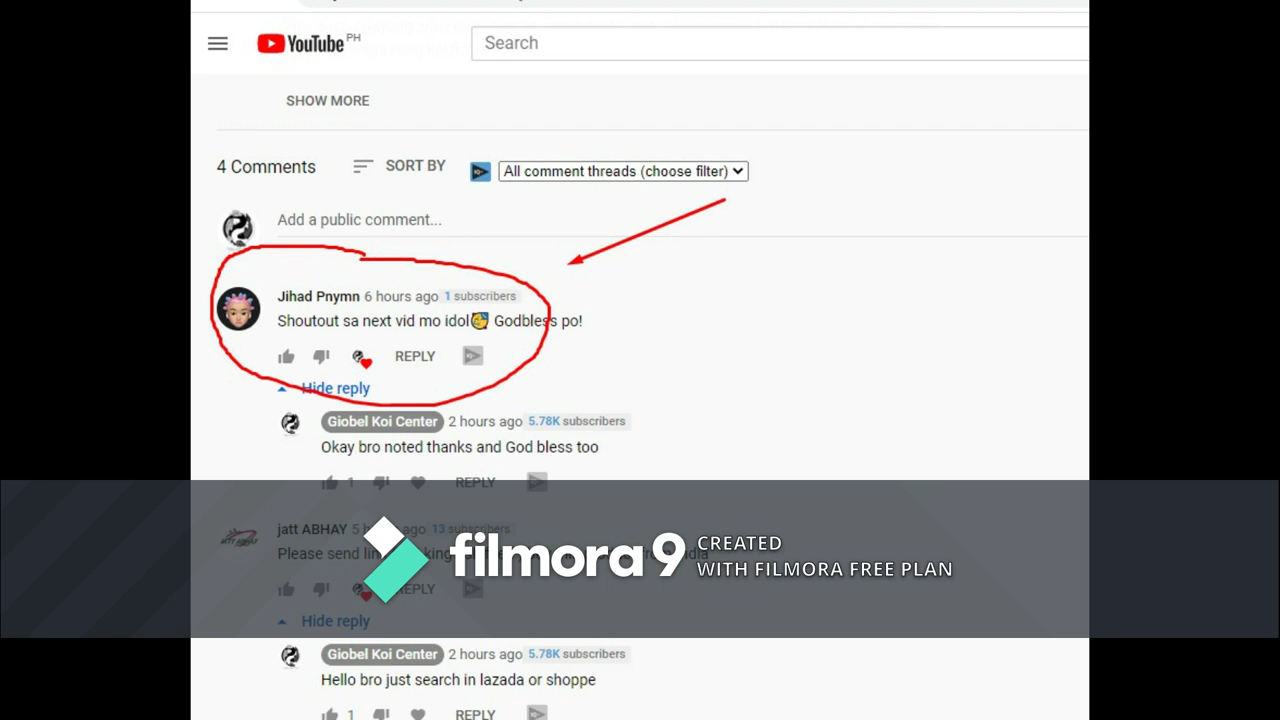 YouTube PH
Search
SHOW MORE
4 Comments SORT BY All comment threads (choose filter)
Add a public comment...
Jihad Pnymn 6 hours ago 1 subscribers
Shoutout sa next vid mo idol Godbless po!
REPLY
Hide reply
Giobel Koi Center 2 hours ago 5.78K subscribers
Okay bro noted thanks and God bless too
1 REPLY
jatt ABHAY 5 ago 13 subscribers
Please send
filmora9 CREATED
WITH FILMORA FREE PLAN
REPLY
Hide reply
Giobel Koi Center 2 hours ago 5.78K subscribers
Hello bro just search in lazada or shoppe
1 REPLY